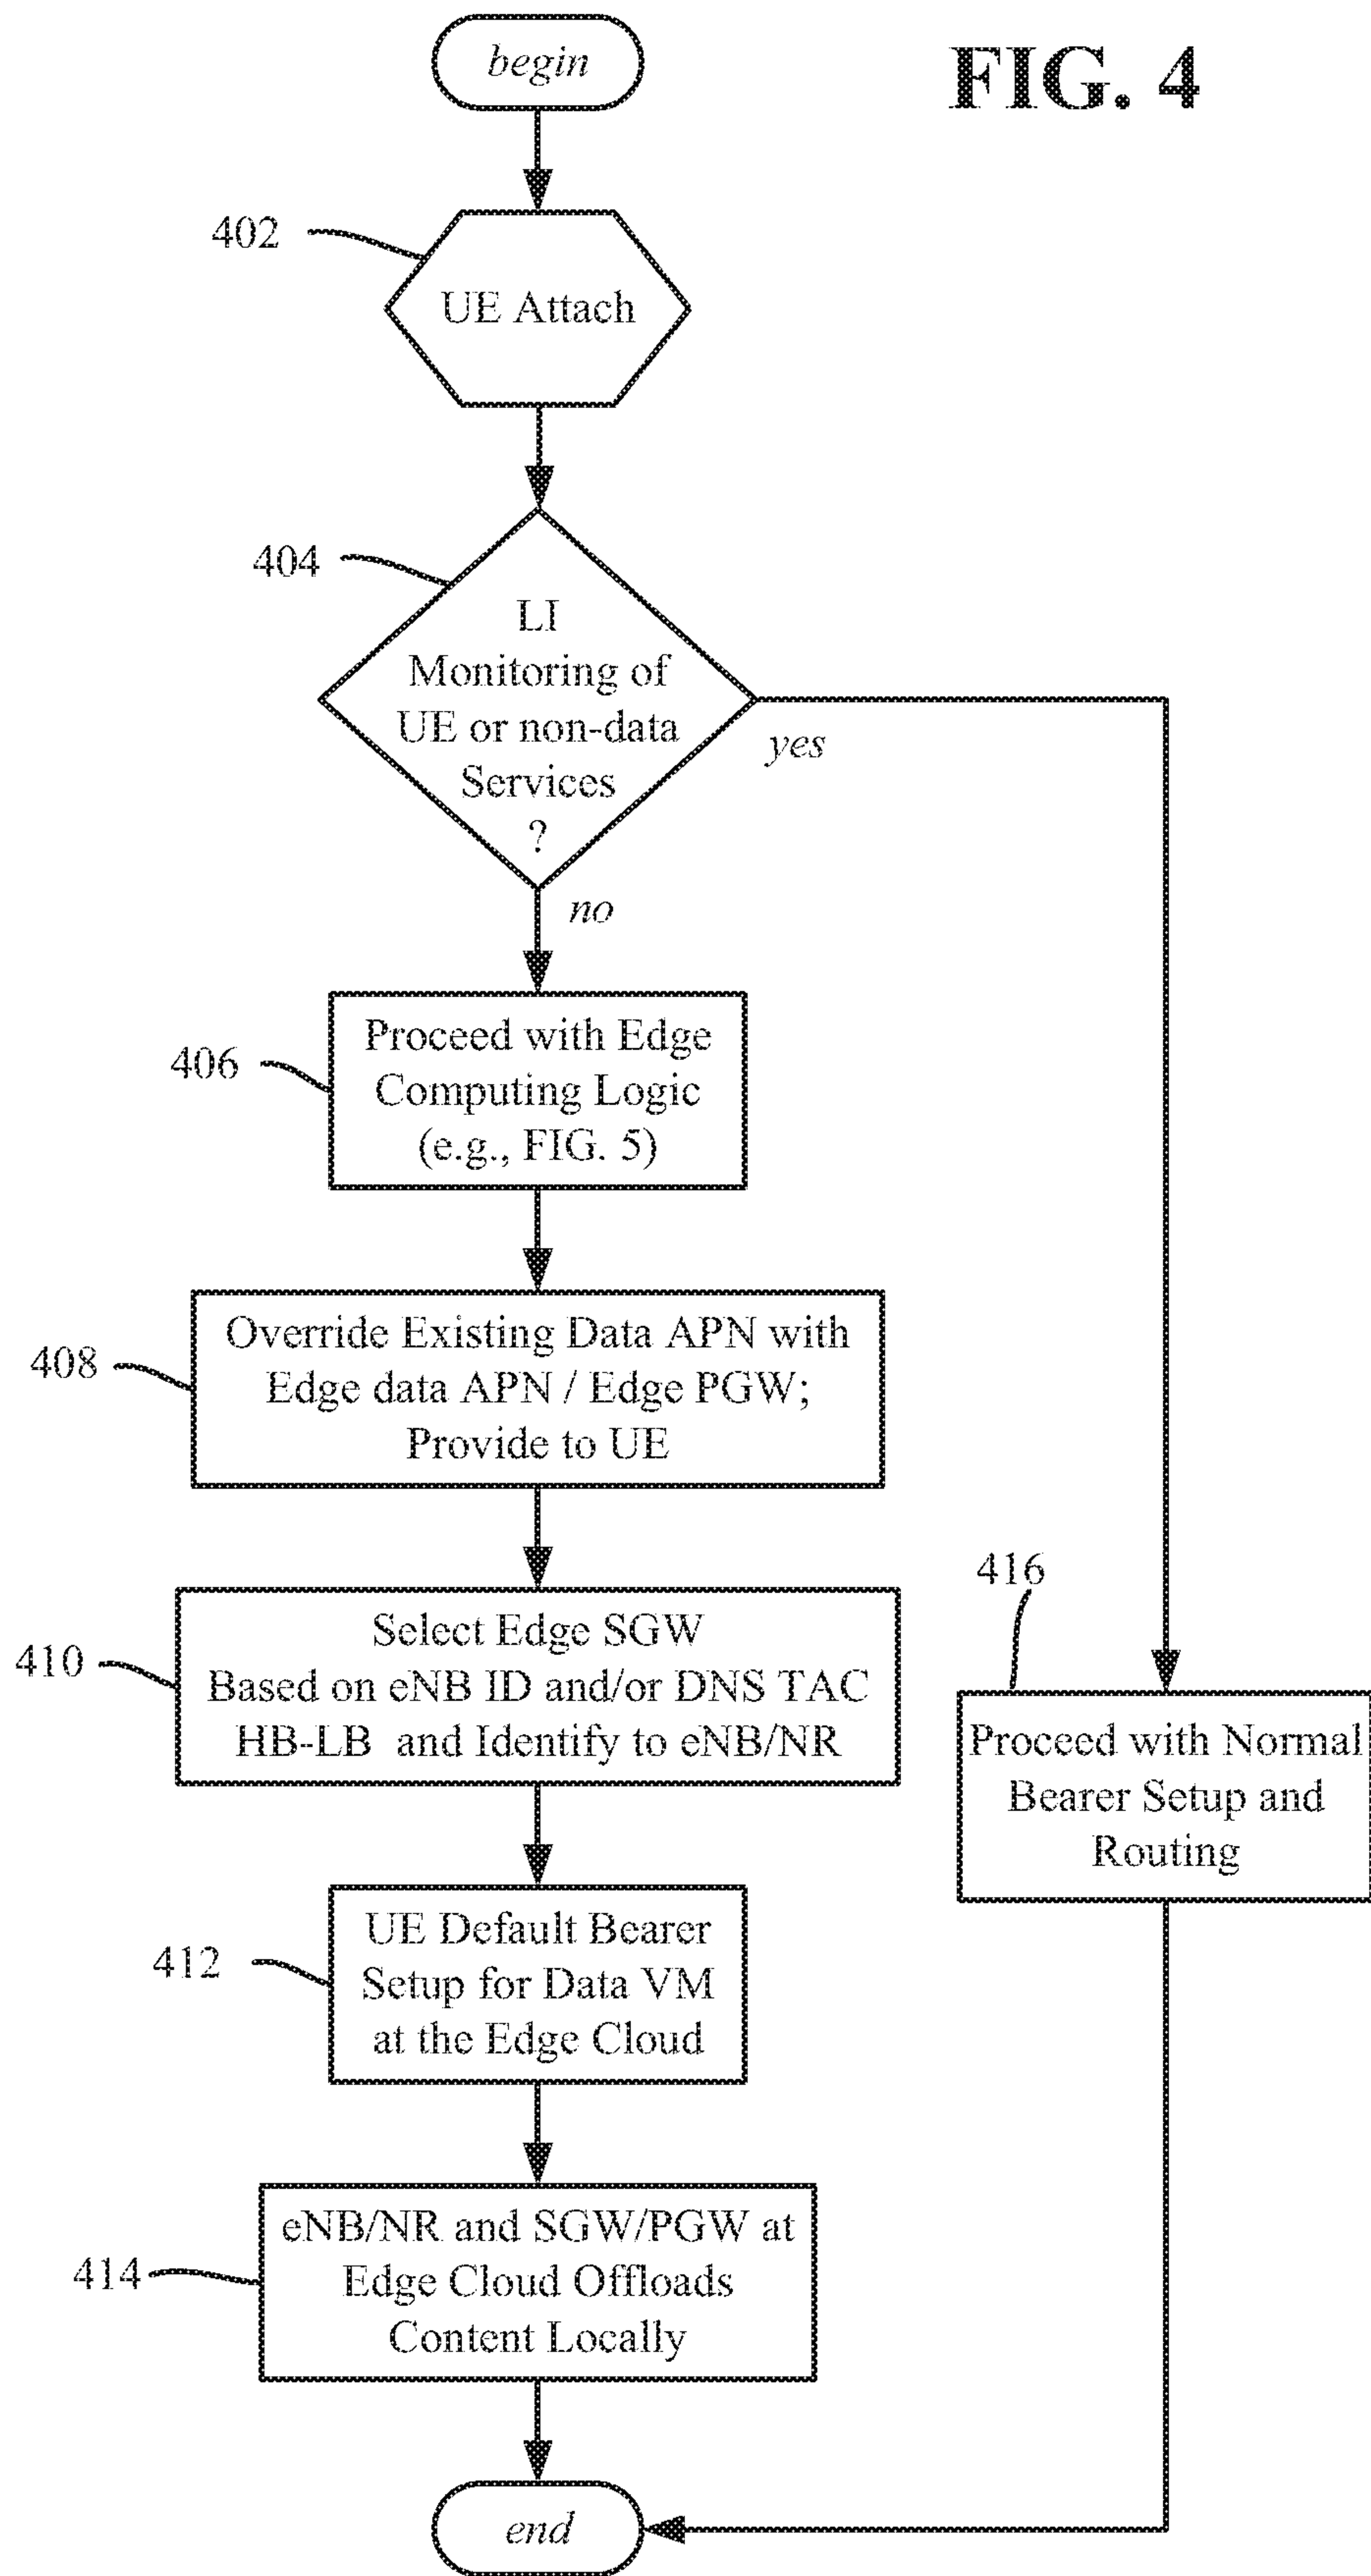 FIG. 4
begin
402
UE Attach
404
LI
Monitoring of
UE or non-data
Services
?
yes
no
406
Proceed with Edge
Computing Logic
(e.g., FIG. 5)
408
Override Existing Data APN with
Edge data APN / Edge PGW;
Provide to UE
410
Select Edge SGW
Based on eNB ID and/or DNS TAC
HB-LB and Identify to eNB/NR
416
Proceed with Normal
Bearer Setup and
Routing
412
UE Default Bearer
Setup for Data VM
at the Edge Cloud
414
eNB/NR and SGW/PGW at
Edge Cloud Offloads
Content Locally
end